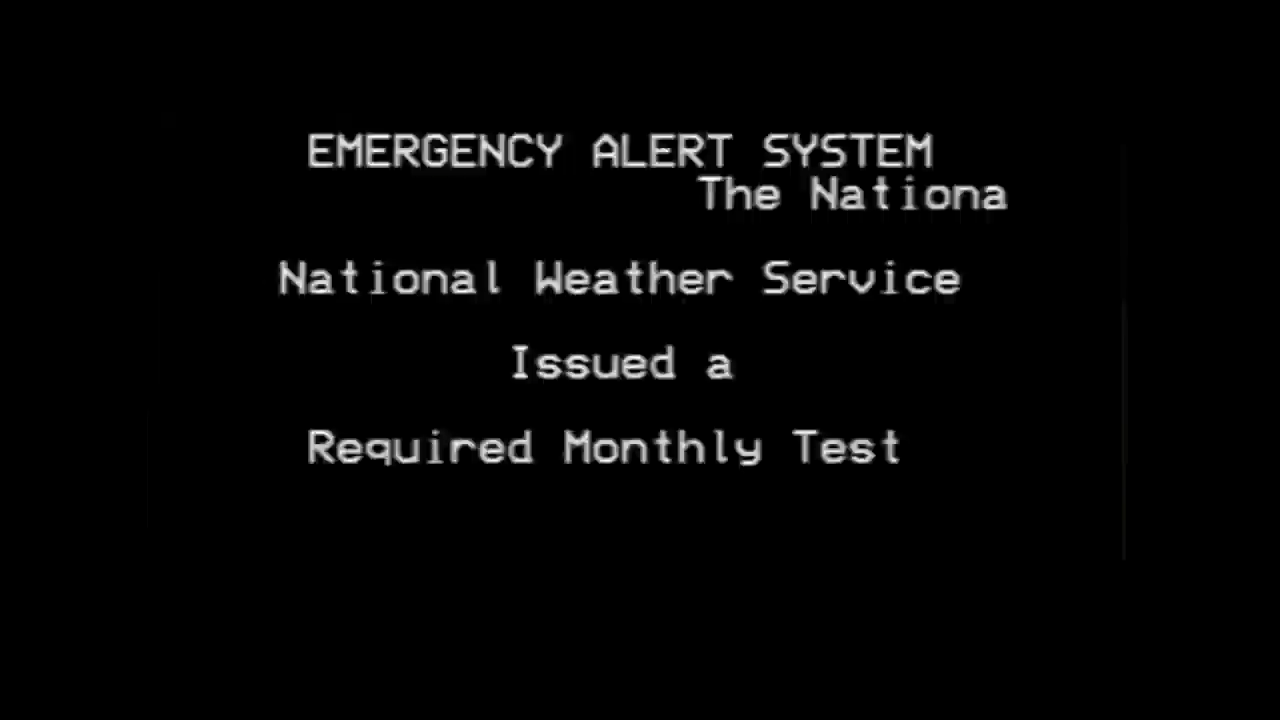 EMERGENCY ALERT SYSTEM
The Nationa
National Weather Service
Issued a
Required Monthly Test